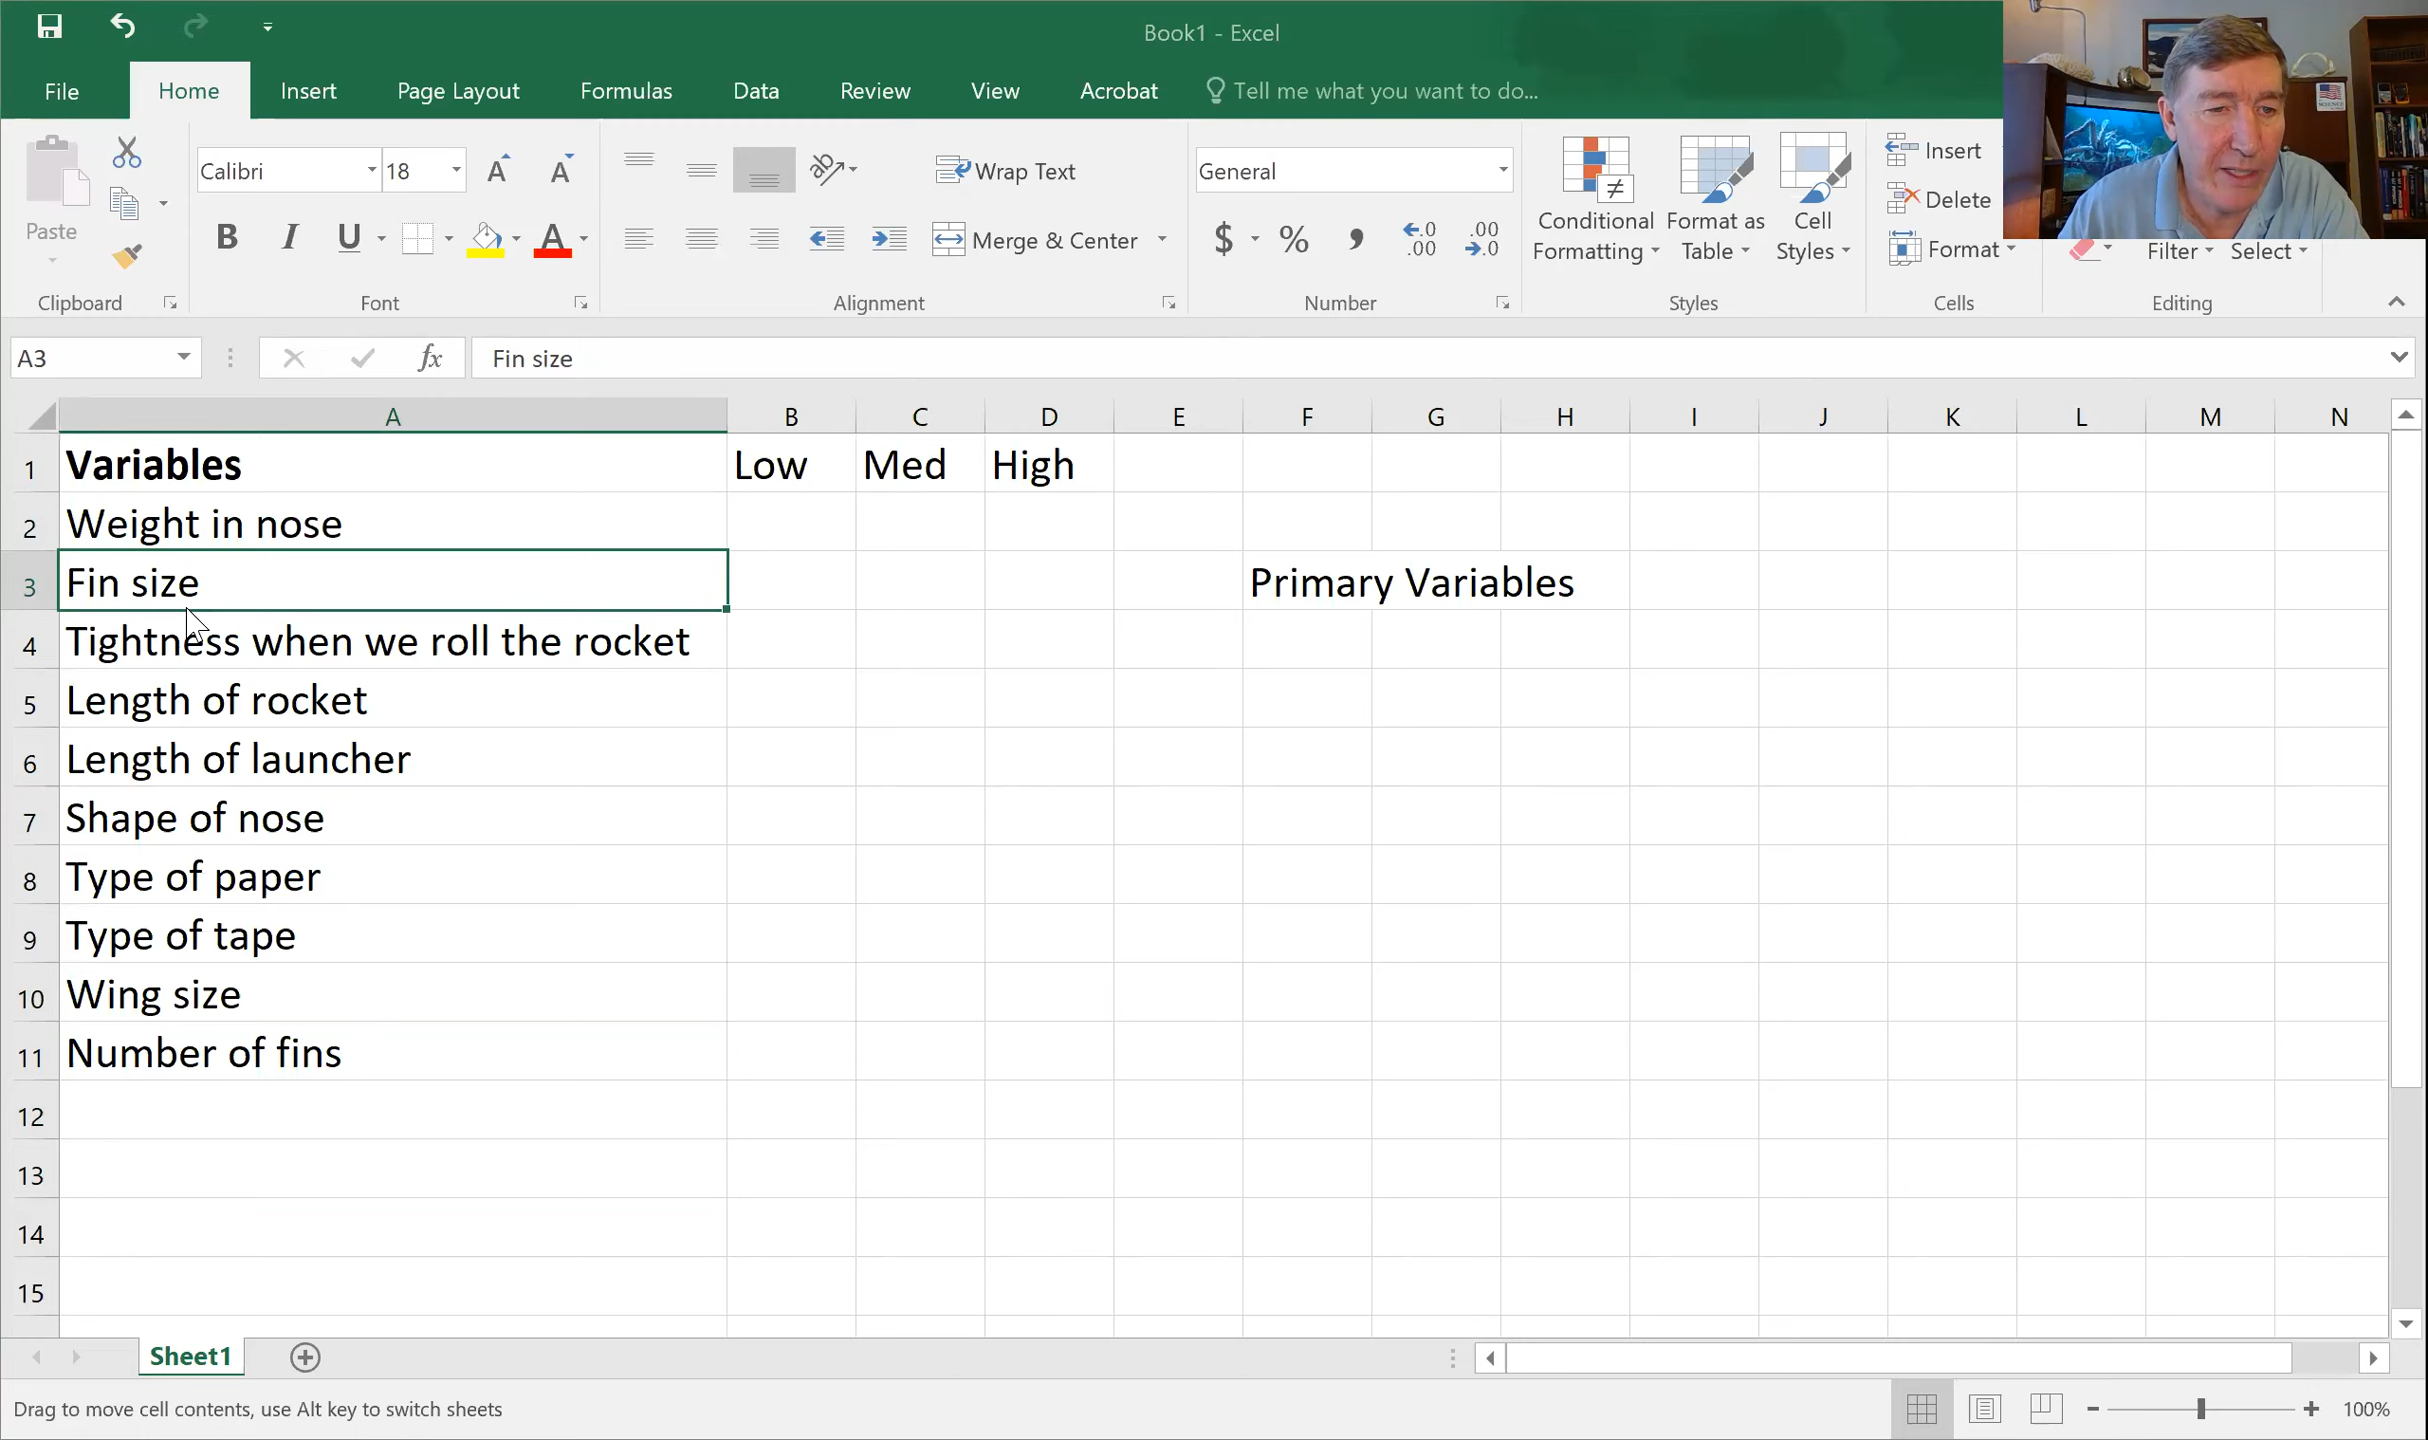 Book1 - Excel
File Home Insert Page Layout Formulas Data Review View Acrobat Tell me what you want to do...
Paste
Clipboard
Calibri 18
B I U A
Font
Wrap Text
Merge & Center
Alignment
General
$ % , .0 .00 .00 .0
Number
Conditional Formatting
Format as Table
Cell Styles
Styles
Insert
Delete
Format
Cells
Filter Select
Editing
A3 fx Fin size
A B C D E F G H I J K L M N
1 Variables Low Med High
2 Weight in nose
3 Fin size Primary Variables
4 Tightness when we roll the rocket
5 Length of rocket
6 Length of launcher
7 Shape of nose
8 Type of paper
9 Type of tape
10 Wing size
11 Number of fins
12
13
14
15
Sheet1
Drag to move cell contents, use Alt key to switch sheets 100%